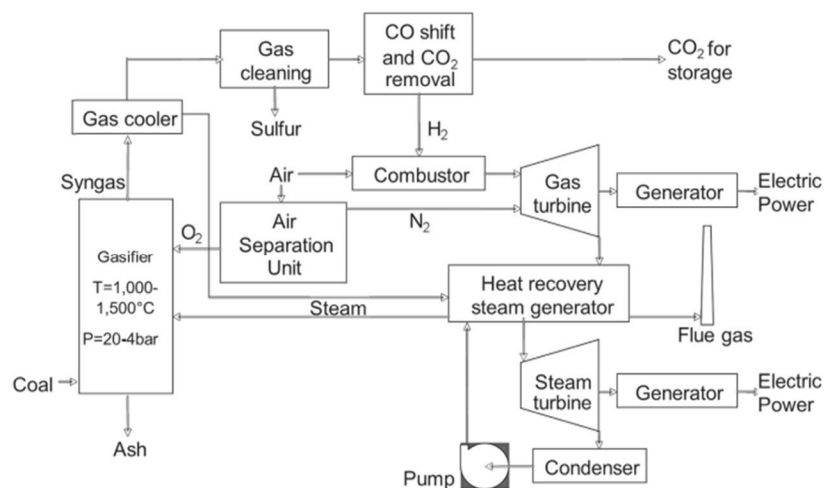 Gas
cleaning
CO shift
and CO₂
removal
CO₂ for
storage
Gas cooler
Sulfur
H₂
Syngas
Air
Combustor
Gas
turbine
Generator
Electric
Power
O₂
Air
Separation
Unit
N₂
Gasifier
T=1,000-
1,500°C
P=20-4bar
Heat recovery
steam generator
Steam
Flue gas
Coal
Steam
turbine
Generator
Electric
Power
Ash
Pump
Condenser